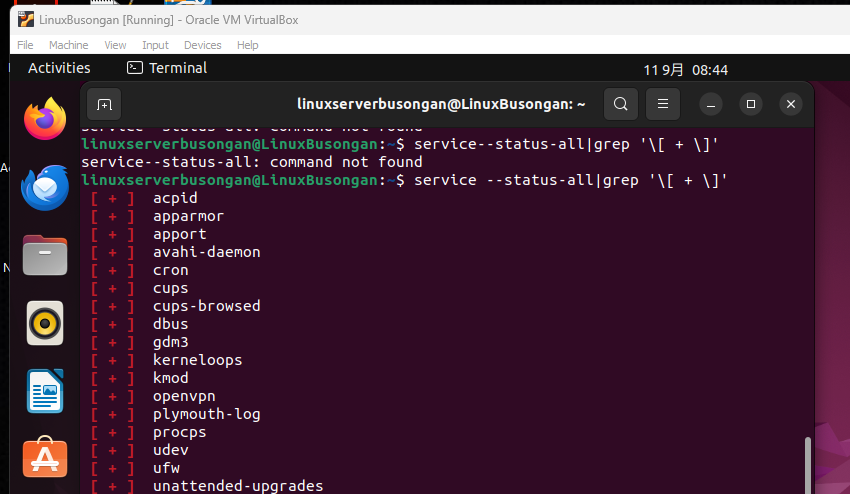 LinuxBusongan [Running] - Oracle VM VirtualBox
File Machine View Input Devices Help
Activities Terminal 11 9月 08:44
linuxserverbusongan@LinuxBusongan: ~
service--status-all: command not found
linuxserverbusongan@LinuxBusongan:~$ service--status-all|grep '\[ + \]'
service--status-all: command not found
linuxserverbusongan@LinuxBusongan:~$ service --status-all|grep '\[ + \]'
[ + ] acpid
[ + ] apparmor
[ + ] apport
[ + ] avahi-daemon
[ + ] cron
[ + ] cups
[ + ] cups-browsed
[ + ] dbus
[ + ] gdm3
[ + ] kerneloops
[ + ] kmod
[ + ] openvpn
[ + ] plymouth-log
[ + ] procps
[ + ] udev
[ + ] ufw
[ + ] unattended-upgrades